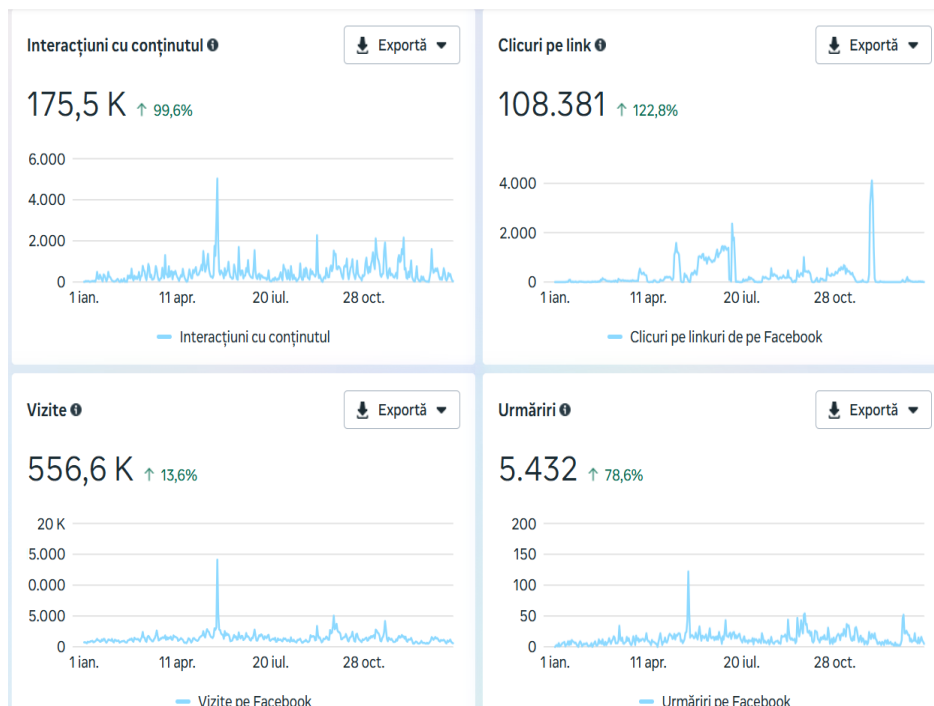 Interacțiuni cu conținutul
Exportă
175,5 K ↑ 99,6%
6.000
4.000
2.000
0
1 ian. 11 apr. 20 iul. 28 oct.
Interacțiuni cu conținutul
Clicuri pe link
Exportă
108.381 ↑ 122,8%
4.000
2.000
0
1 ian. 11 apr. 20 iul. 28 oct.
Clicuri pe linkuri de pe Facebook
Vizite
Exportă
556,6 K ↑ 13,6%
20 K
5.000
0.000
5.000
0
1 ian. 11 apr. 20 iul. 28 oct.
Vizite pe Facebook
Urmăriri
Exportă
5.432 ↑ 78,6%
200
150
100
50
0
1 ian. 11 apr. 20 iul. 28 oct.
Urmăriri pe Facebook